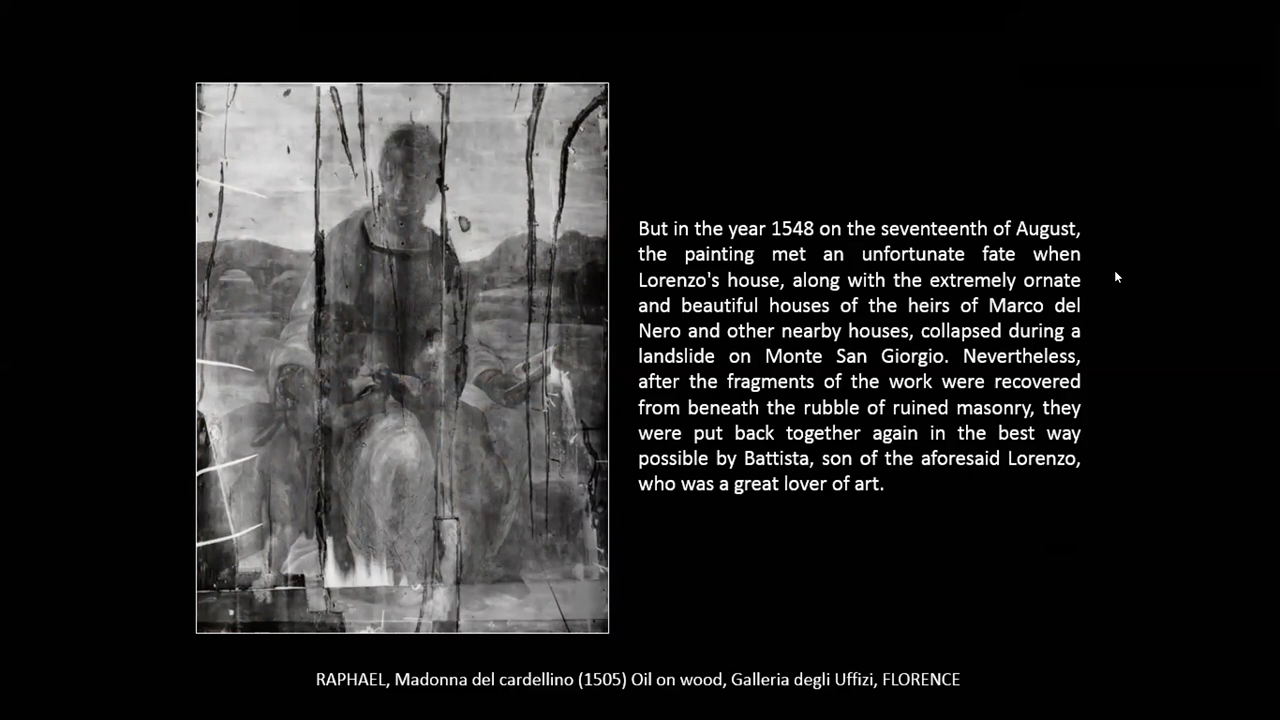 But in the year 1548 on the seventeenth of August,
the painting met an unfortunate fate when
Lorenzo's house, along with the extremely ornate
and beautiful houses of the heirs of Marco del
Nero and other nearby houses, collapsed during a
landslide on Monte San Giorgio. Nevertheless,
after the fragments of the work were recovered
from beneath the rubble of ruined masonry, they
were put back together again in the best way
possible by Battista, son of the aforesaid Lorenzo,
who was a great lover of art.
RAPHAEL, Madonna del cardellino (1505) Oil on wood, Galleria degli Uffizi, FLORENCE